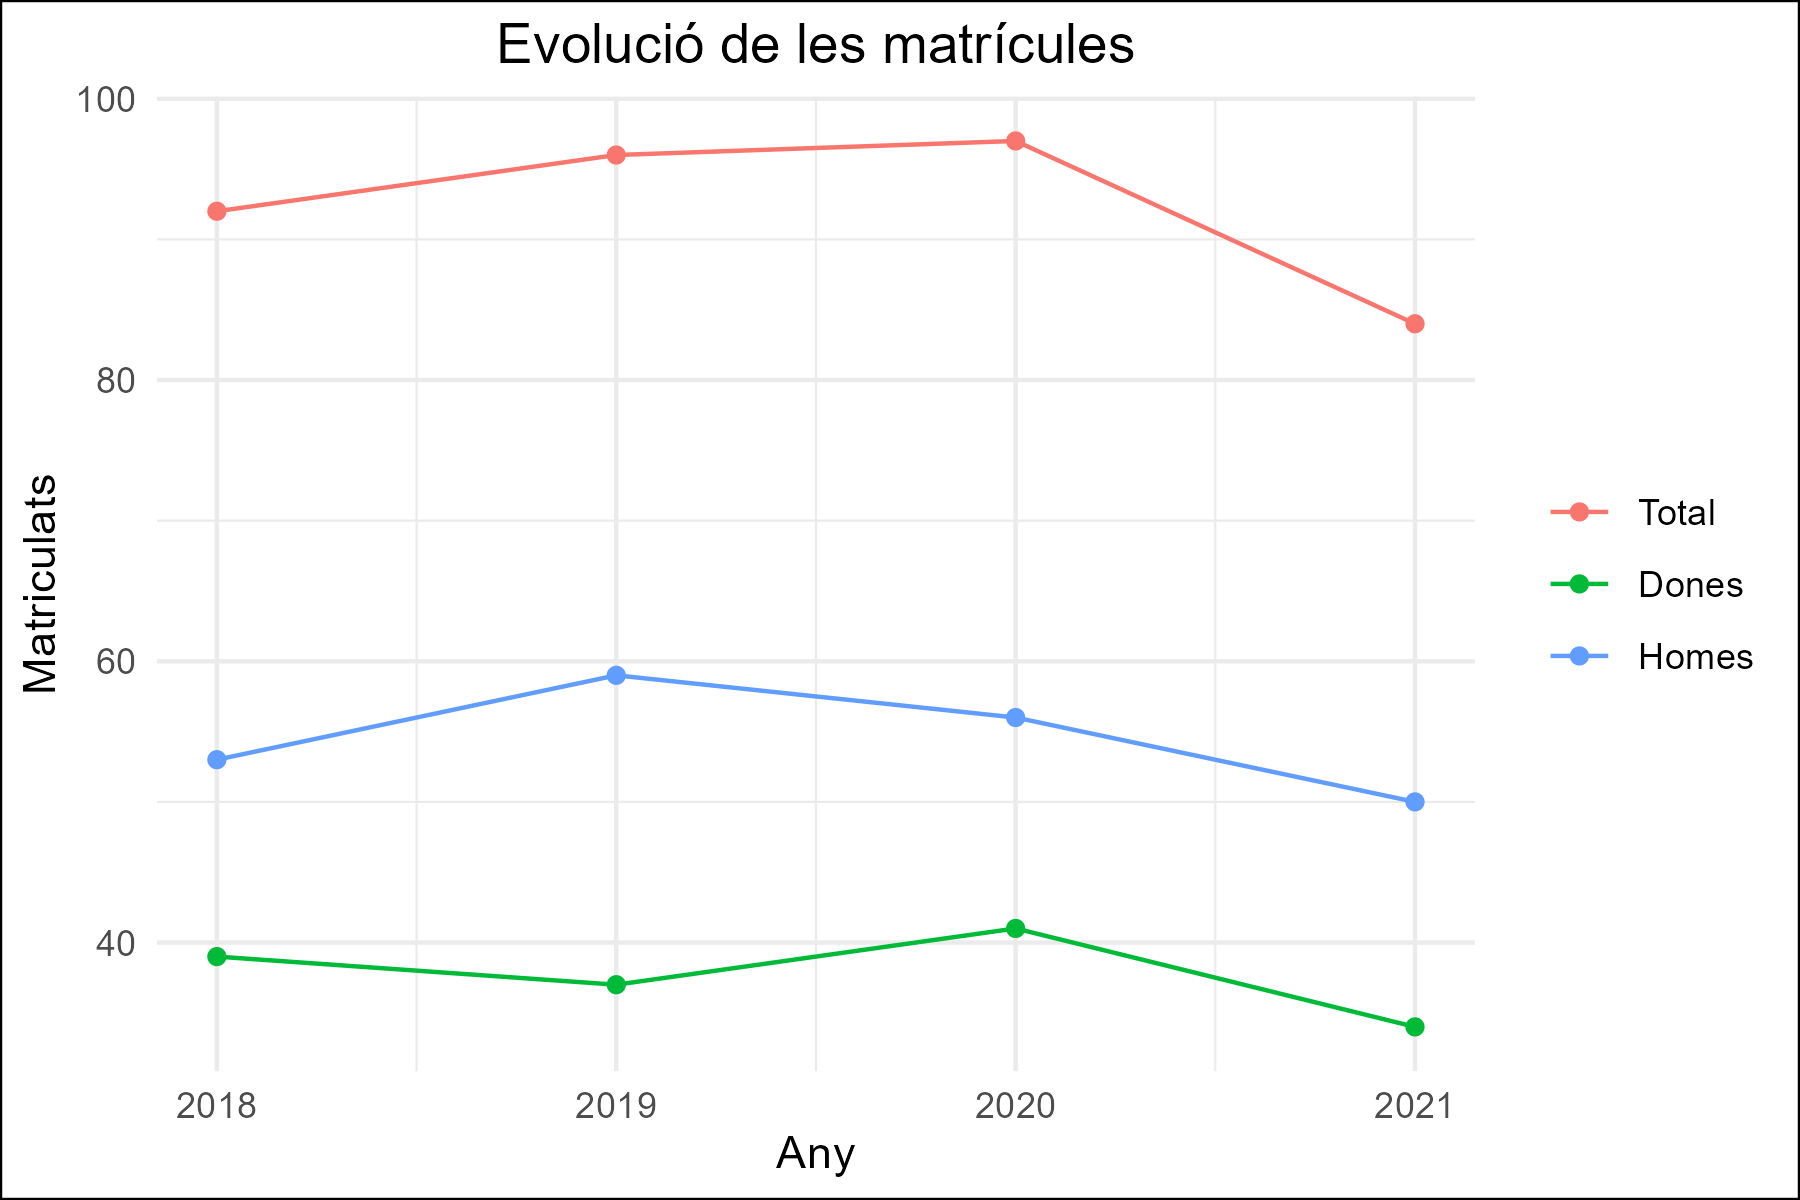 Evolució de les matrícules
100
80
60
40
Matriculats
2018
2019
2020
2021
Any
Total
Dones
Homes